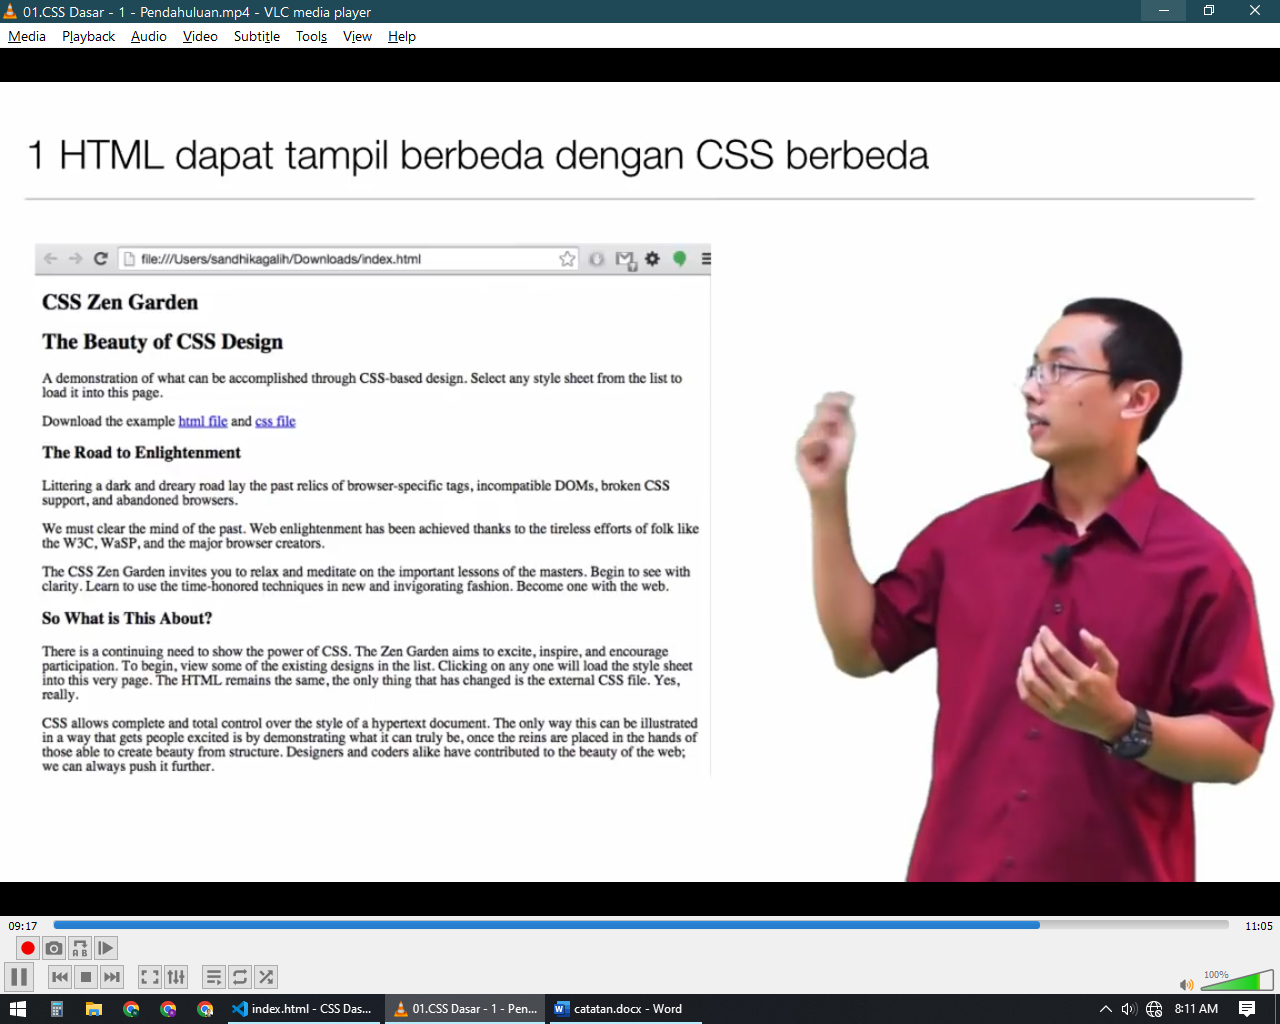 01.CSS Dasar - 1 - Pendahuluan.mp4 - VLC media player
Media Playback Audio Video Subtitle Tools View Help
1 HTML dapat tampil berbeda dengan CSS berbeda
file:///Users/sandhikagalih/Downloads/index.html
CSS Zen Garden
The Beauty of CSS Design
A demonstration of what can be accomplished through CSS-based design. Select any style sheet from the list to
load it into this page.
Download the example html file and css file
The Road to Enlightenment
Littering a dark and dreary road lay the past relics of browser-specific tags, incompatible DOMs, broken CSS
support, and abandoned browsers.
We must clear the mind of the past. Web enlightenment has been achieved thanks to the tireless efforts of folk like
the W3C, WaSP, and the major browser creators.
The CSS Zen Garden invites you to relax and meditate on the important lessons of the masters. Begin to see with
clarity. Learn to use the time-honored techniques in new and invigorating fashion. Become one with the web.
So What is This About?
There is a continuing need to show the power of CSS. The Zen Garden aims to excite, inspire, and encourage
participation. To begin, view some of the existing designs in the list. Clicking on any one will load the style sheet
into this very page. The HTML remains the same, the only thing that has changed is the external CSS file. Yes,
really.
CSS allows complete and total control over the style of a hypertext document. The only way this can be illustrated
in a way that gets people excited is by demonstrating what it can truly be, once the reins are placed in the hands of
those able to create beauty from structure. Designers and coders alike have contributed to the beauty of the web;
we can always push it further.
09:17 11:05
A B
100%
index.html - CSS Das... 01.CSS Dasar - 1 - Pen... catatan.docx - Word 8:11 AM